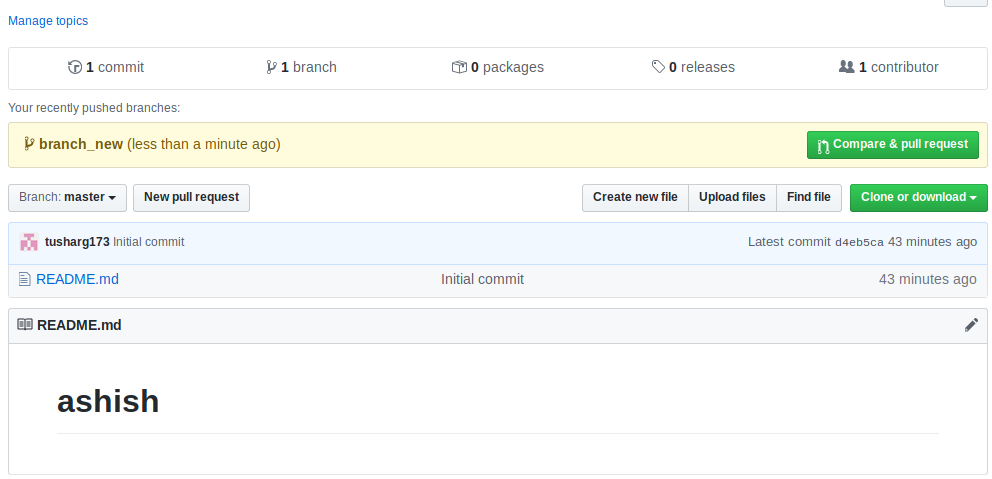 Manage topics
1 commit 1 branch 0 packages 0 releases 1 contributor
Your recently pushed branches:
branch_new (less than a minute ago) Compare & pull request
Branch: master New pull request Create new file Upload files Find file Clone or download
tusharg173 Initial commit Latest commit d4eb5ca 43 minutes ago
README.md Initial commit 43 minutes ago
README.md
ashish